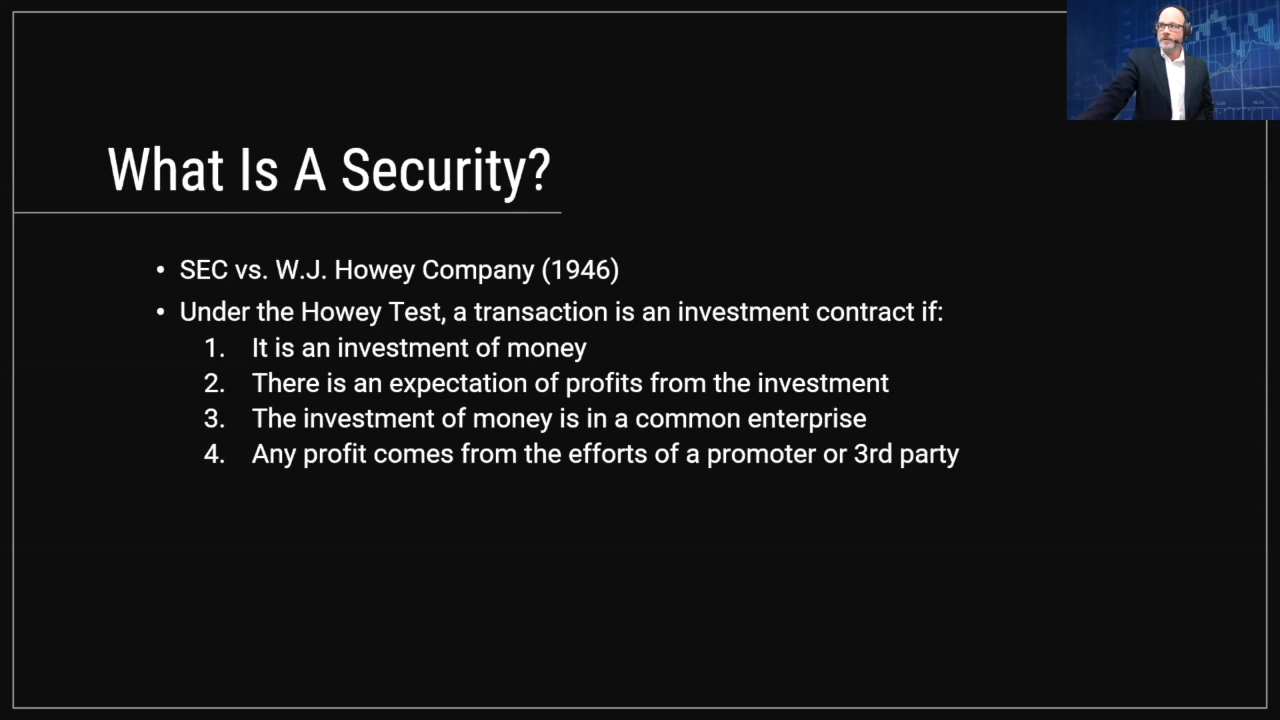 What Is A Security?
• SEC vs. W.J. Howey Company (1946)
• Under the Howey Test, a transaction is an investment contract if:
1. It is an investment of money
2. There is an expectation of profits from the investment
3. The investment of money is in a common enterprise
4. Any profit comes from the efforts of a promoter or 3rd party